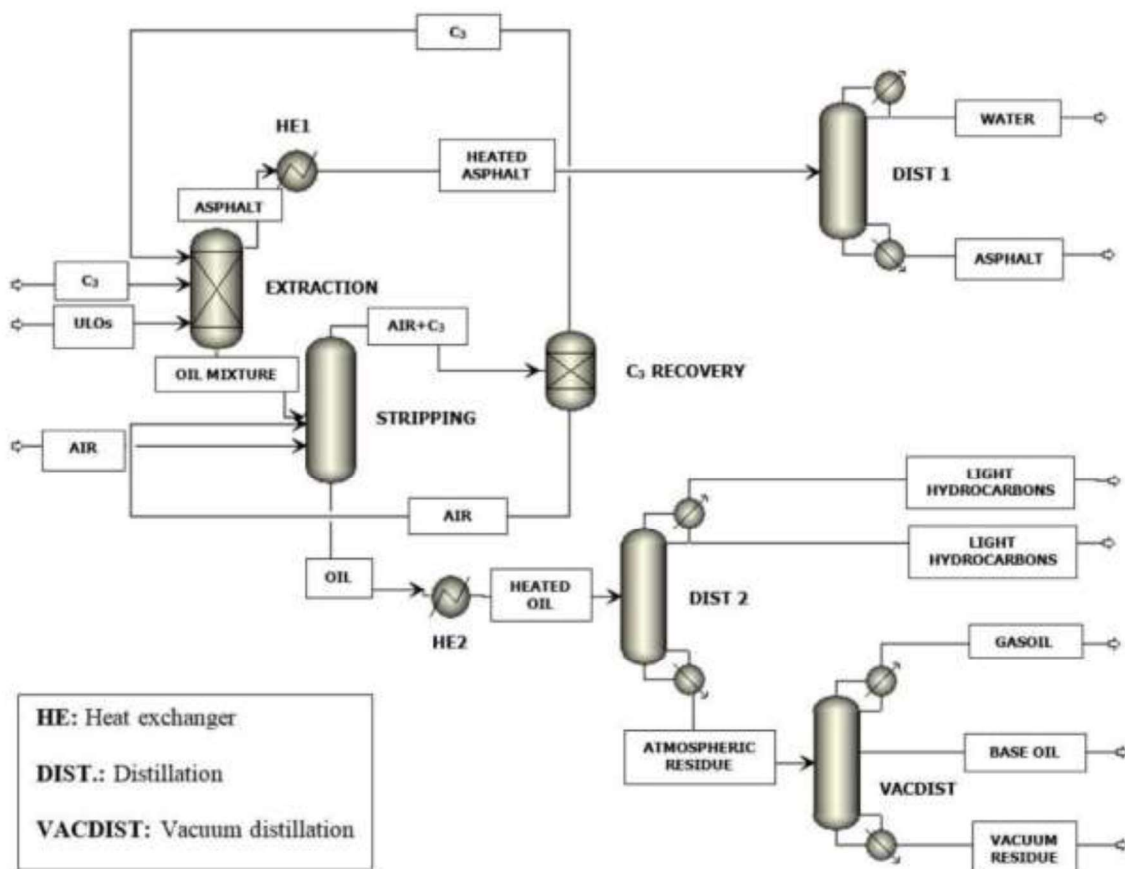 C₃
HE1
HEATED
ASPHALT
WATER
DIST 1
ASPHALT
ASPHALT
C₃
EXTRACTION
ULOs
AIR+C₃
OIL MIXTURE
C₃ RECOVERY
STRIPPING
AIR
AIR
LIGHT
HYDROCARBONS
LIGHT
HYDROCARBONS
OIL
HEATED
OIL
DIST 2
HE2
GASOIL
ATMOSPHERIC
RESIDUE
BASE OIL
VACDIST
VACUUM
RESIDUE
HE: Heat exchanger
DIST.: Distillation
VACDIST: Vacuum distillation